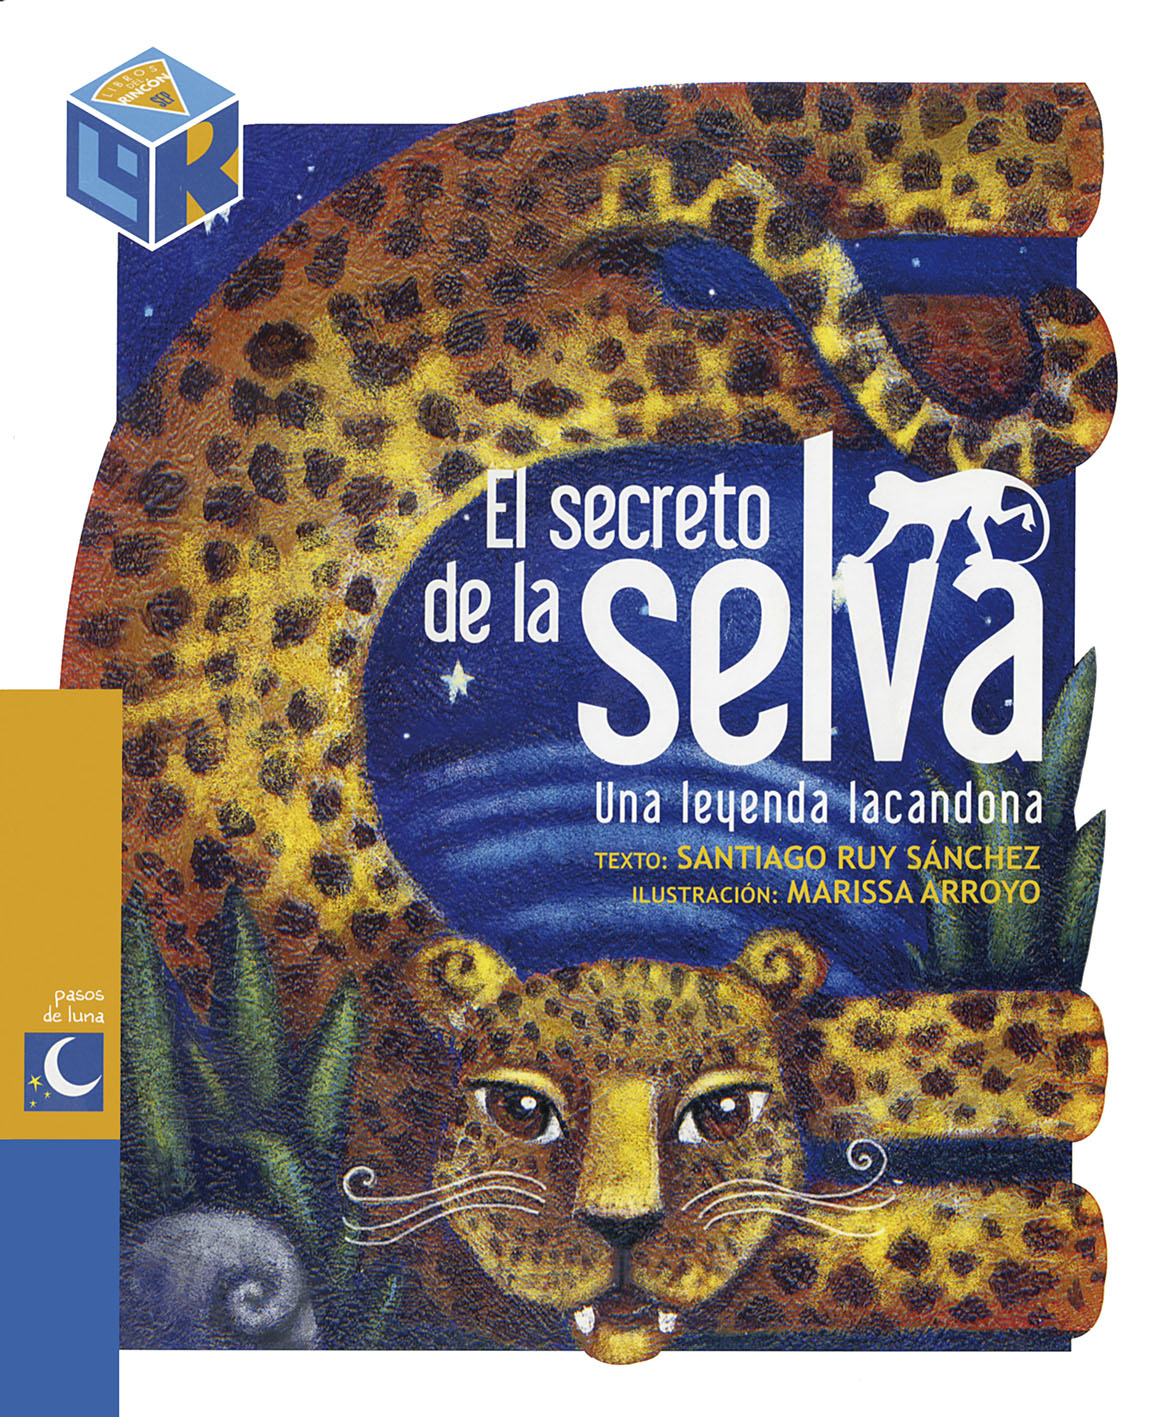 LIBROS
DEL
RINCÓN
SEP
LR
El secreto
de la
selva
Una leyenda lacandona
TEXTO: SANTIAGO RUY SÁNCHEZ
ILUSTRACIÓN: MARISSA ARROYO
pasos
de luna